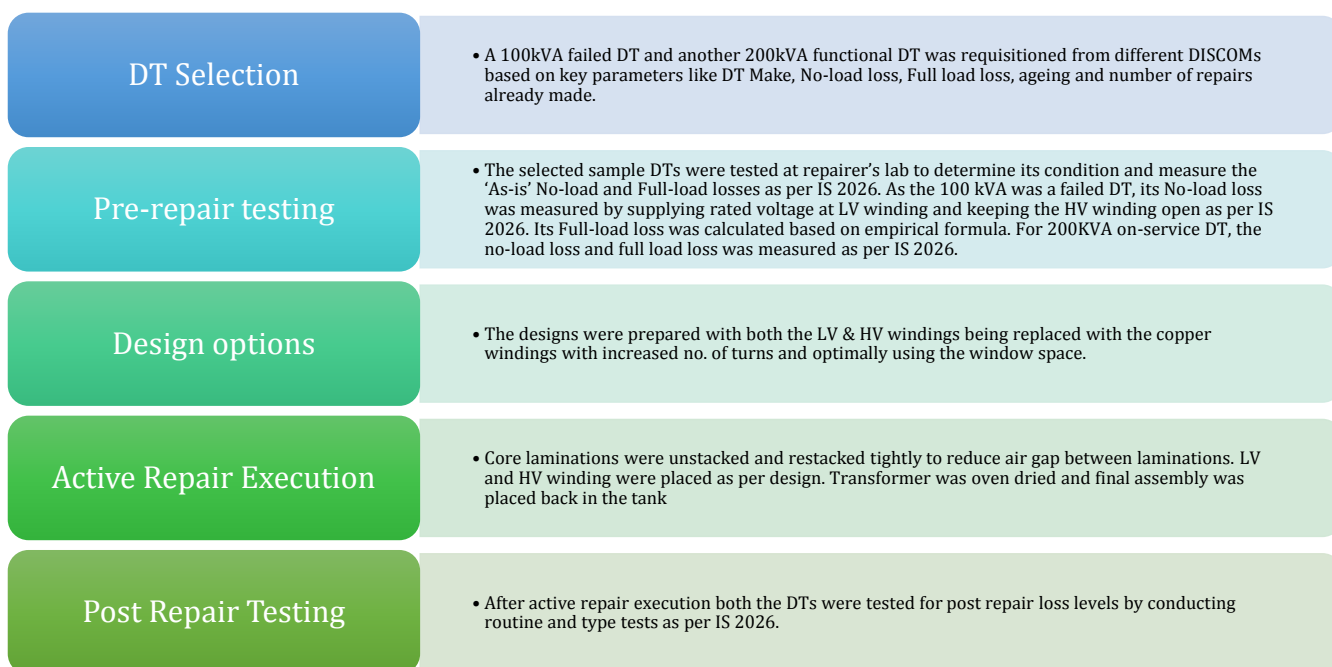 DT Selection
• A 100kVA failed DT and another 200kVA functional DT was requisitioned from different DISCOMs
based on key parameters like DT Make, No-load loss, Full load loss, ageing and number of repairs
already made.
Pre-repair testing
• The selected sample DTs were tested at repairer's lab to determine its condition and measure the
'As-is' No-load and Full-load losses as per IS 2026. As the 100 kVA was a failed DT, its No-load loss
was measured by supplying rated voltage at LV winding and keeping the HV winding open as per IS
2026. Its Full-load loss was calculated based on empirical formula. For 200KVA on-service DT, the
no-load loss and full load loss was measured as per IS 2026.
Design options
• The designs were prepared with both the LV & HV windings being replaced with the copper
windings with increased no. of turns and optimally using the window space.
Active Repair Execution
• Core laminations were unstacked and restacked tightly to reduce air gap between laminations. LV
and HV winding were placed as per design. Transformer was oven dried and final assembly was
placed back in the tank
Post Repair Testing
• After active repair execution both the DTs were tested for post repair loss levels by conducting
routine and type tests as per IS 2026.